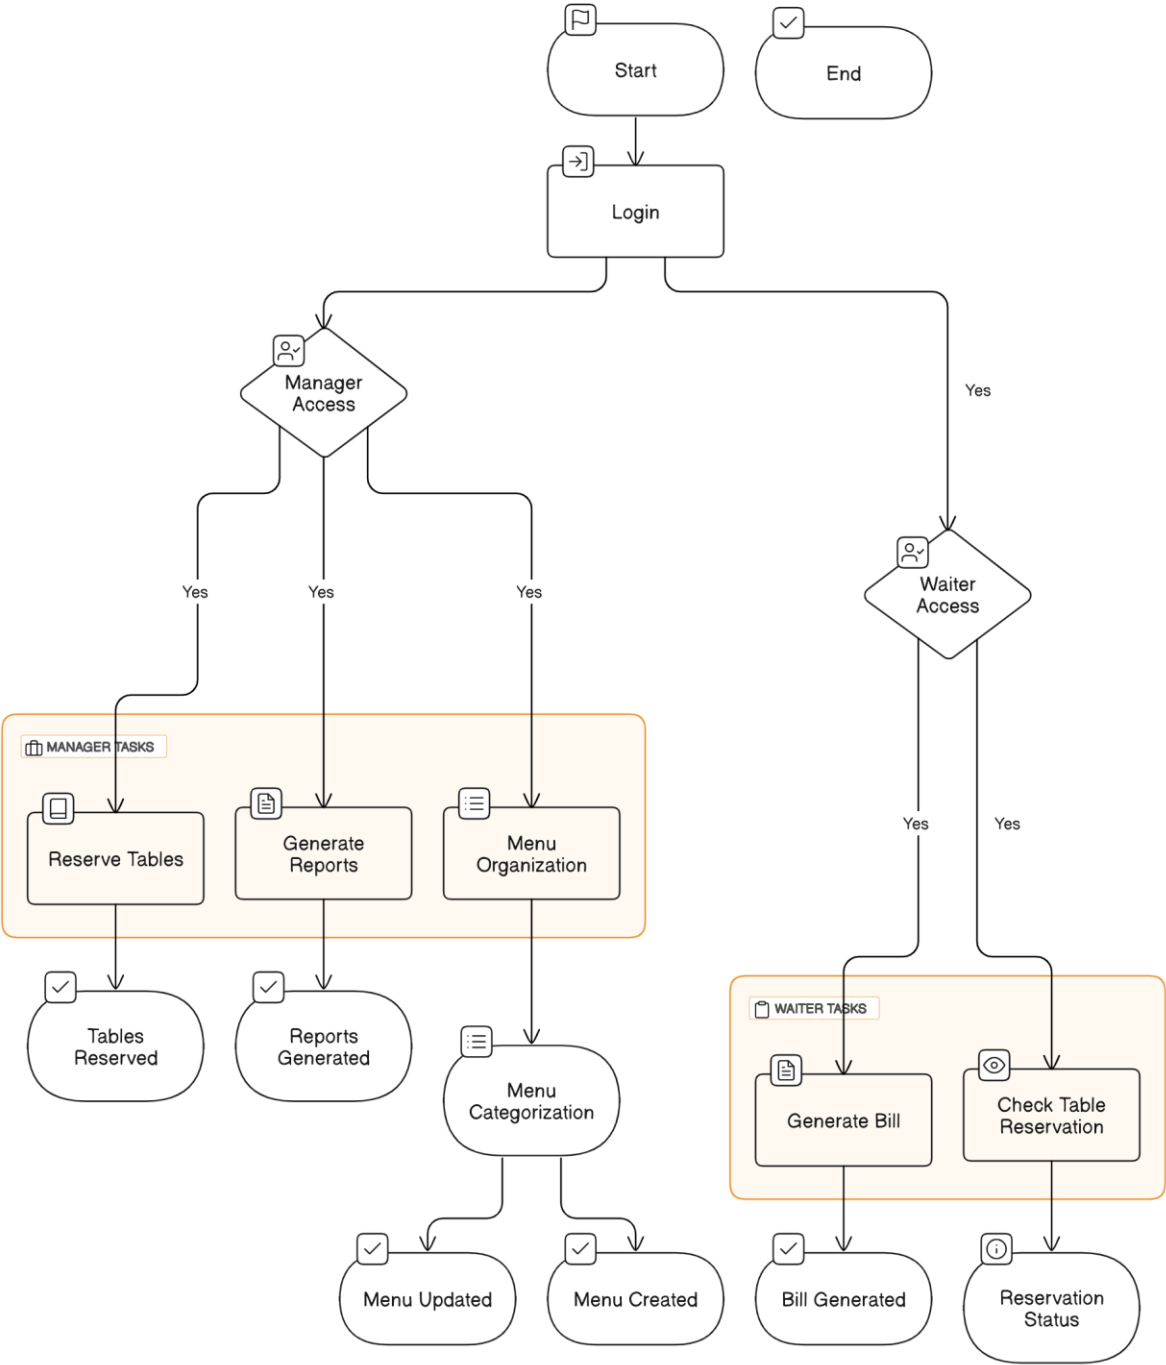 Start
End
Login
Manager
Access
Yes
Waiter
Access
Yes
Yes
Yes
MANAGER TASKS
Reserve Tables
Generate
Reports
Menu
Organization
Yes
Yes
Tables
Reserved
Reports
Generated
Menu
Categorization
WAITER TASKS
Generate Bill
Check Table
Reservation
Menu Updated
Menu Created
Bill Generated
Reservation
Status